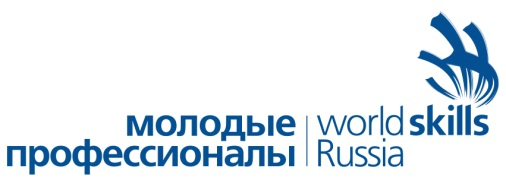 молодые
профессионалы
worldskills
Russia